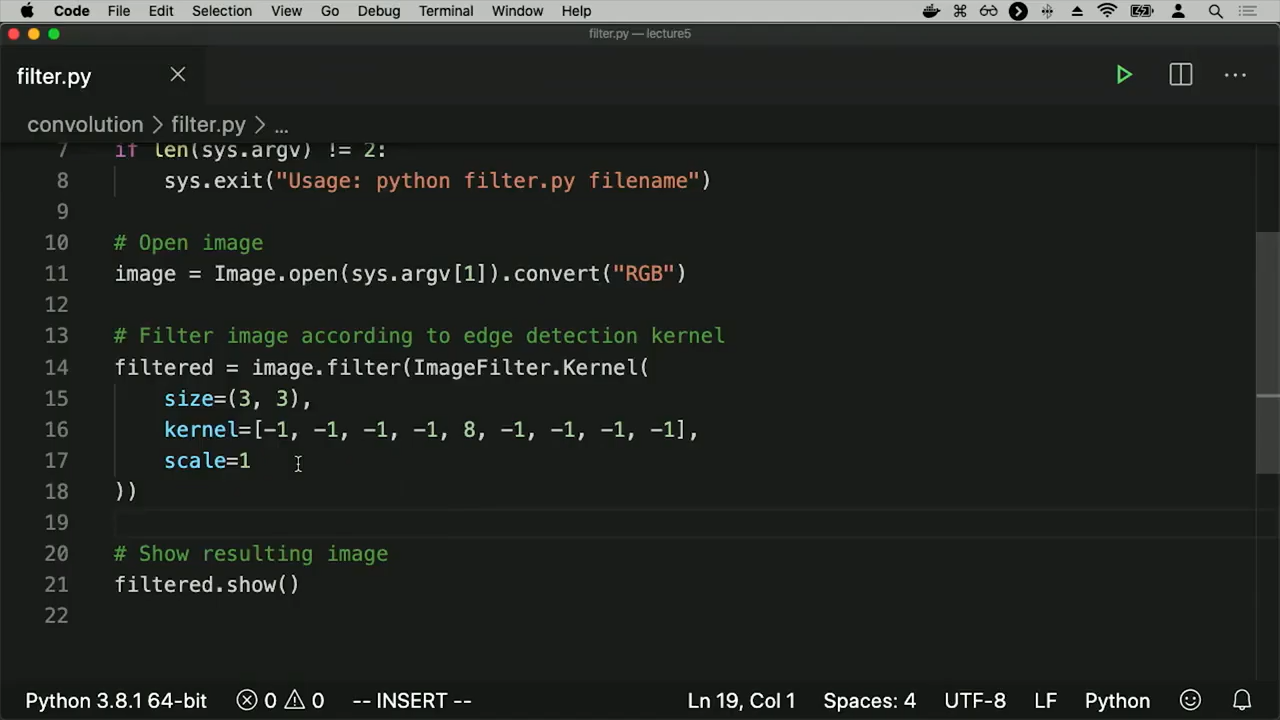 Code File Edit Selection View Go Debug Terminal Window Help
filter.py — lecture5
filter.py
convolution > filter.py > ...
7 if len(sys.argv) != 2:
8 sys.exit("Usage: python filter.py filename")
9
10 # Open image
11 image = Image.open(sys.argv[1]).convert("RGB")
12
13 # Filter image according to edge detection kernel
14 filtered = image.filter(ImageFilter.Kernel(
15 size=(3, 3),
16 kernel=[-1, -1, -1, -1, 8, -1, -1, -1, -1],
17 scale=1
18 ))
19
20 # Show resulting image
21 filtered.show()
22
Python 3.8.1 64-bit 0 0 -- INSERT -- Ln 19, Col 1 Spaces: 4 UTF-8 LF Python